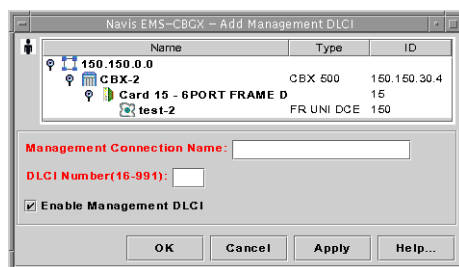 Navis EMS-CBGX - Add Management DLCI
Name Type ID
150.150.0.0
CBX-2 CBX 500 150.150.30.4
Card 15 - 6PORT FRAME D 15
test-2 FR UNI DCE 150
Management Connection Name:
DLCI Number(16-991):
Enable Management DLCI
OK Cancel Apply Help...